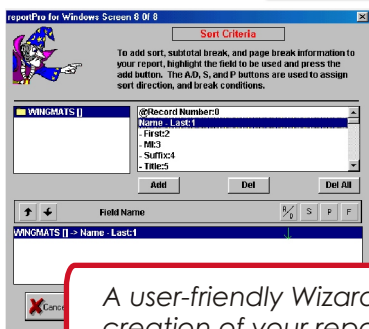 reportPro for Windows Screen 8 Of 8
Sort Criteria
To add sort, subtotal break, and page break information to
your report, highlight the field to be used and press the
add button. The A/D, S, and P buttons are used to assign
sort direction, and break conditions.
WINGMATS []
@Record Number:0
Name - Last:1
- First:2
- MI:3
- Suffix:4
- Title:5
Add Del Del All
Field Name A/D S P F
WINGMATS [] -> Name - Last:1
A user-friendly Wizard
creation of your